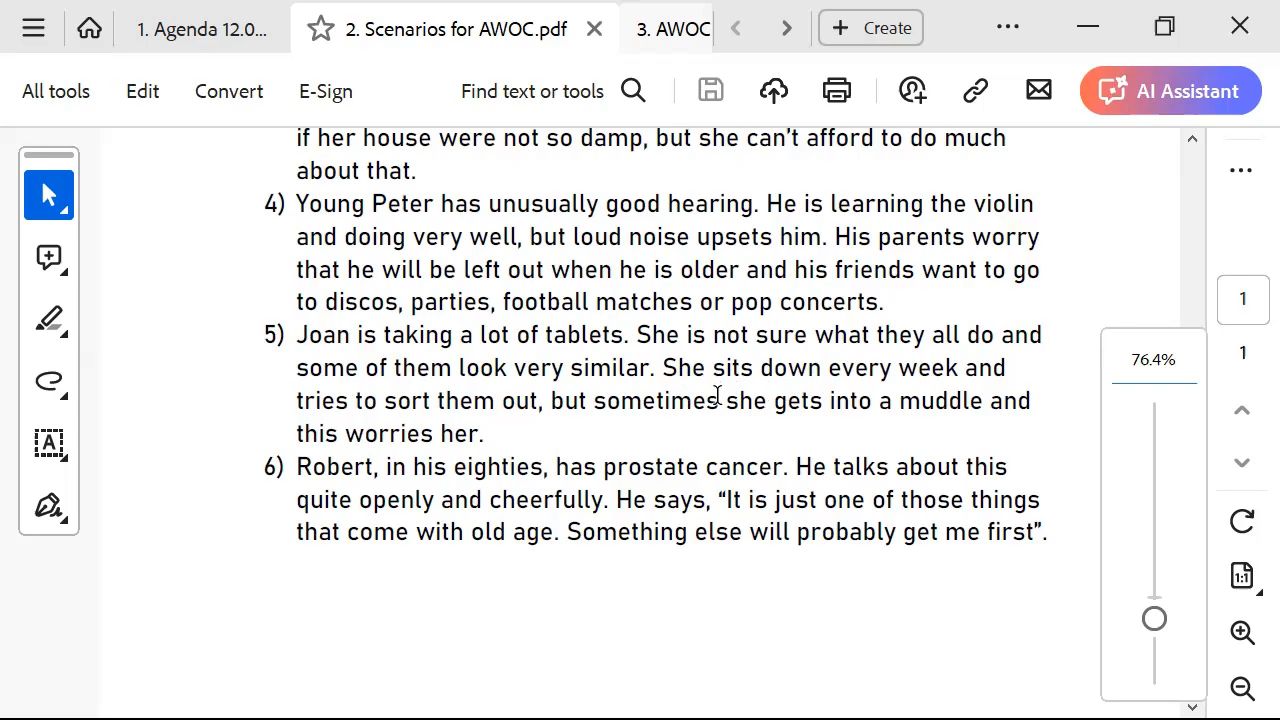 1. Agenda 12.0...
2. Scenarios for AWOC.pdf
3. AWOC
Create
All tools
Edit
Convert
E-Sign
Find text or tools
AI Assistant
if her house were not so damp, but she can't afford to do much
about that.
4) Young Peter has unusually good hearing. He is learning the violin
and doing very well, but loud noise upsets him. His parents worry
that he will be left out when he is older and his friends want to go
to discos, parties, football matches or pop concerts.
5) Joan is taking a lot of tablets. She is not sure what they all do and
some of them look very similar. She sits down every week and
tries to sort them out, but sometimes she gets into a muddle and
this worries her.
6) Robert, in his eighties, has prostate cancer. He talks about this
quite openly and cheerfully. He says, “It is just one of those things
that come with old age. Something else will probably get me first”.
76.4%
1
1
1:1